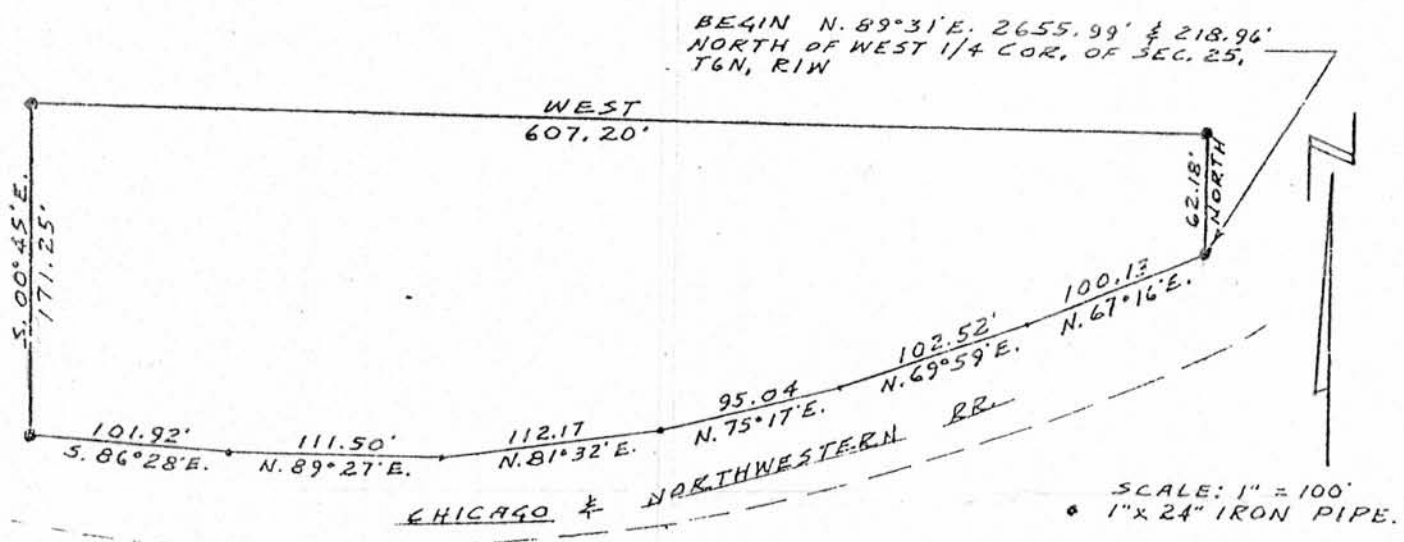 BEGIN N. 89°31'E. 2655.99' & 218.96'
NORTH OF WEST 1/4 COR. OF SEC. 25,
T6N, R1W
WEST
607.20'
62.18'
NORTH
S. 00°45'E.
171.25'
100.13
N. 67°16'E.
102.52'
N. 69°59'E.
95.04
N. 75°17'E.
112.17
N. 81°32'E.
111.50'
N. 89°27'E.
101.92'
S. 86°28'E.
CHICAGO & NORTHWESTERN RR.
SCALE: 1" = 100'
1" x 24" IRON PIPE.